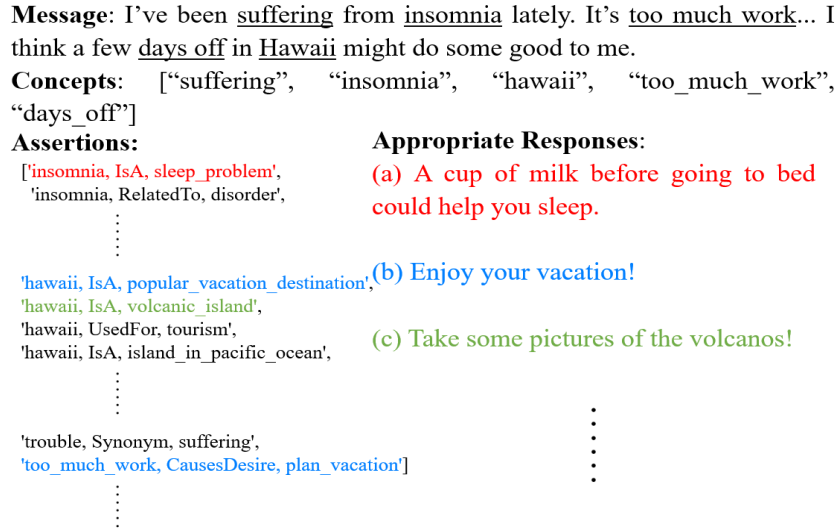 Message: I've been suffering from insomnia lately. It's too much work... I
think a few days off in Hawaii might do some good to me.
Concepts: ["suffering", "insomnia", "hawaii", "too_much_work",
"days_off"]
Assertions:
['insomnia, IsA, sleep_problem',
'insomnia, RelatedTo, disorder',
'hawaii, IsA, popular_vacation_destination',
'hawaii, IsA, volcanic_island',
'hawaii, UsedFor, tourism',
'hawaii, IsA, island_in_pacific_ocean',
'trouble, Synonym, suffering',
'too_much_work, CausesDesire, plan_vacation']
Appropriate Responses:
(a) A cup of milk before going to bed
could help you sleep.
(b) Enjoy your vacation!
(c) Take some pictures of the volcanos!